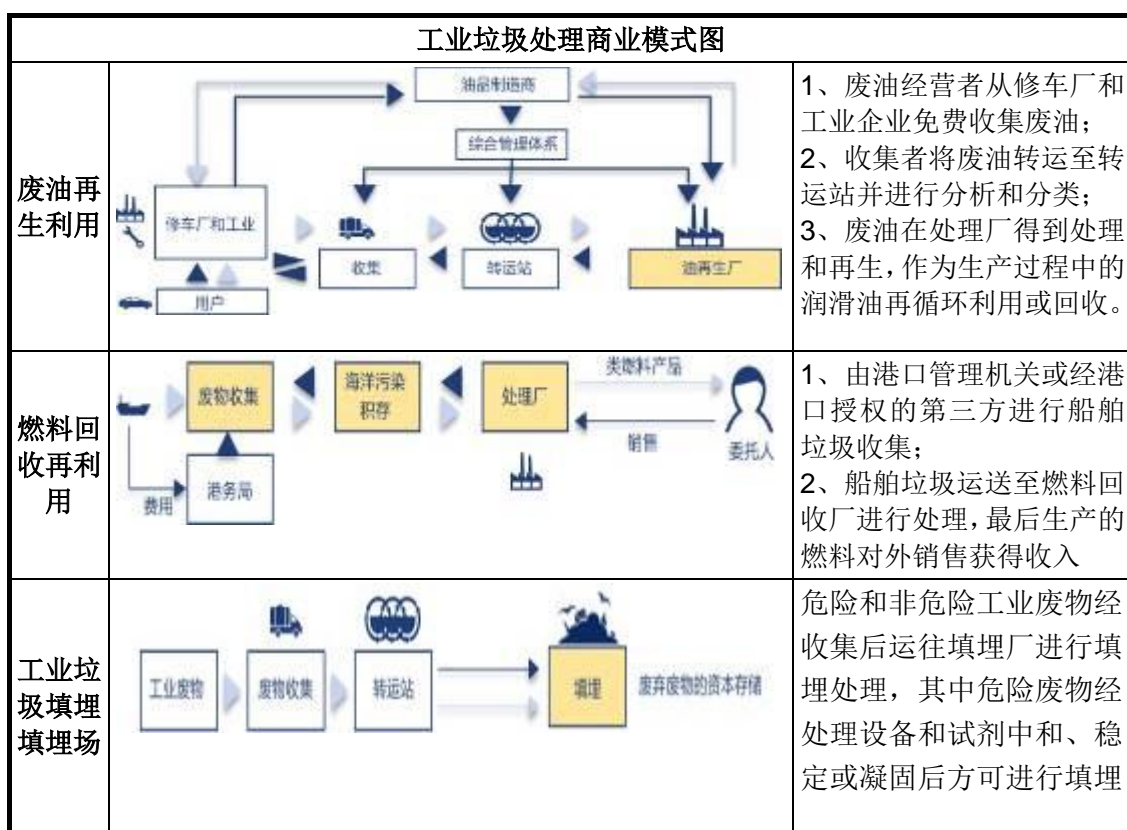 工业垃圾处理商业模式图
废油再
生利用
油品制造商
综合管理体系
修车厂和工业
收集
转运站
油再生厂
用户
1、废油经营者从修车厂和
工业企业免费收集废油；
2、收集者将废油转运至转
运站并进行分析和分类；
3、废油在处理厂得到处理
和再生，作为生产过程中的
润滑油再循环利用或回收。
燃料回
收再利
用
废物收集
海洋污染
积存
处理厂
类燃料产品
销售
委托人
费用
港务局
1、由港口管理机关或经港
口授权的第三方进行船舶
垃圾收集；
2、船舶垃圾运送至燃料回
收厂进行处理，最后生产的
燃料对外销售获得收入
工业垃
圾填埋
填埋场
工业废物
废物收集
转运站
填埋
废弃废物的资本存储
危险和非危险工业废物经
收集后运往填埋厂进行填
埋处理，其中危险废物经
处理设备和试剂中和、稳
定或凝固后方可进行填埋